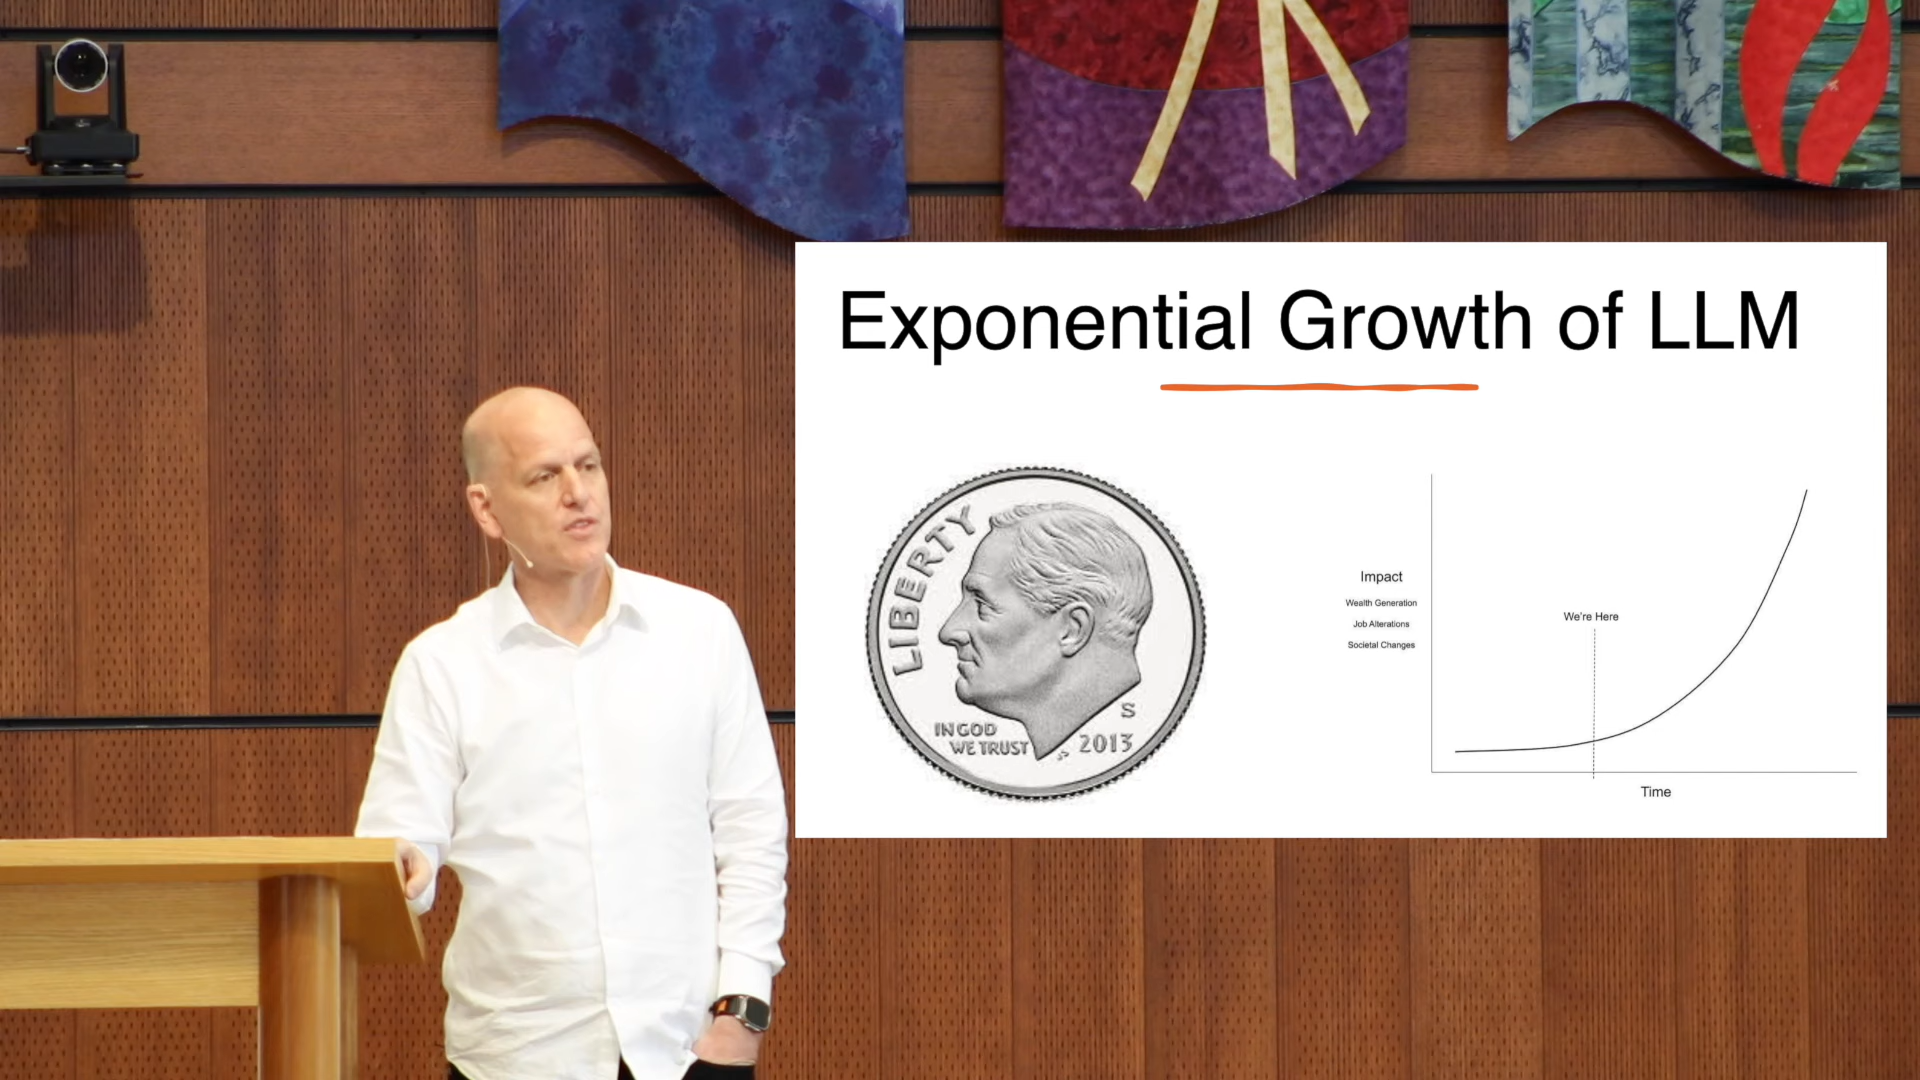 Exponential Growth of LLM
LIBERTY
IN GOD
WE TRUST
S
JS
2013
Impact
Wealth Generation
Job Alterations
Societal Changes
We're Here
Time